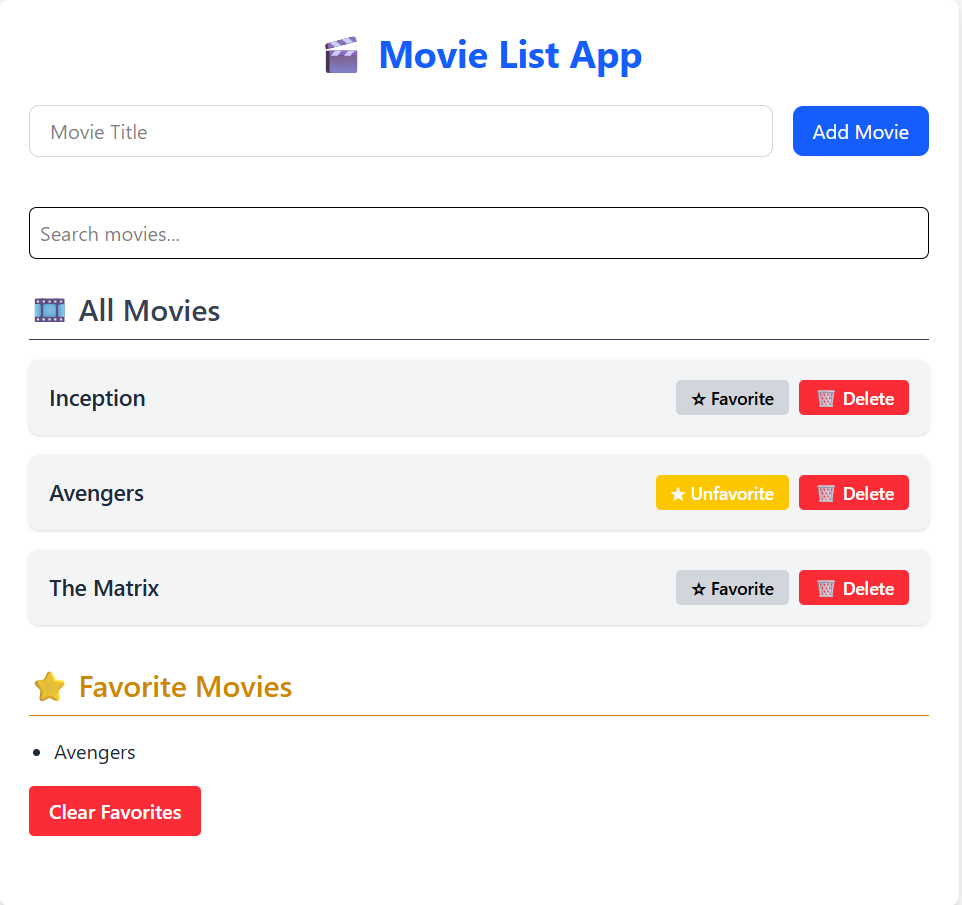 🎬 Movie List App
Movie Title
Add Movie
Search movies...
🎞️ All Movies
Inception
☆ Favorite
🗑️ Delete
Avengers
★ Unfavorite
🗑️ Delete
The Matrix
☆ Favorite
🗑️ Delete
⭐ Favorite Movies
• Avengers
Clear Favorites